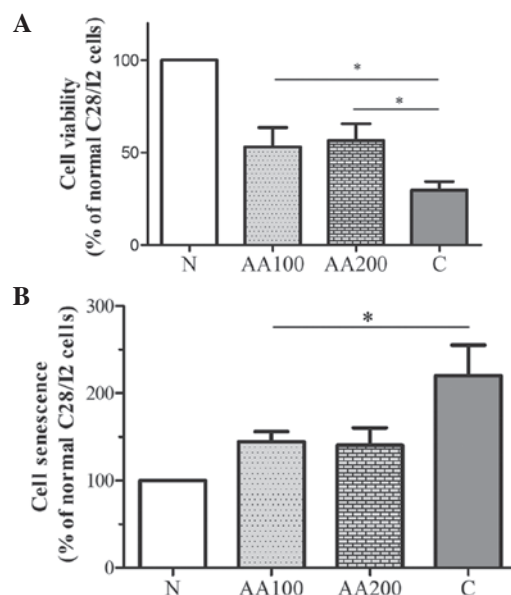 A
Cell viability
(% of normal C28/I2 cells)
100
50
0
*
*
N AA100 AA200 C
B
Cell senescence
(% of normal C28/I2 cells)
300
200
100
0
*
N AA100 AA200 C